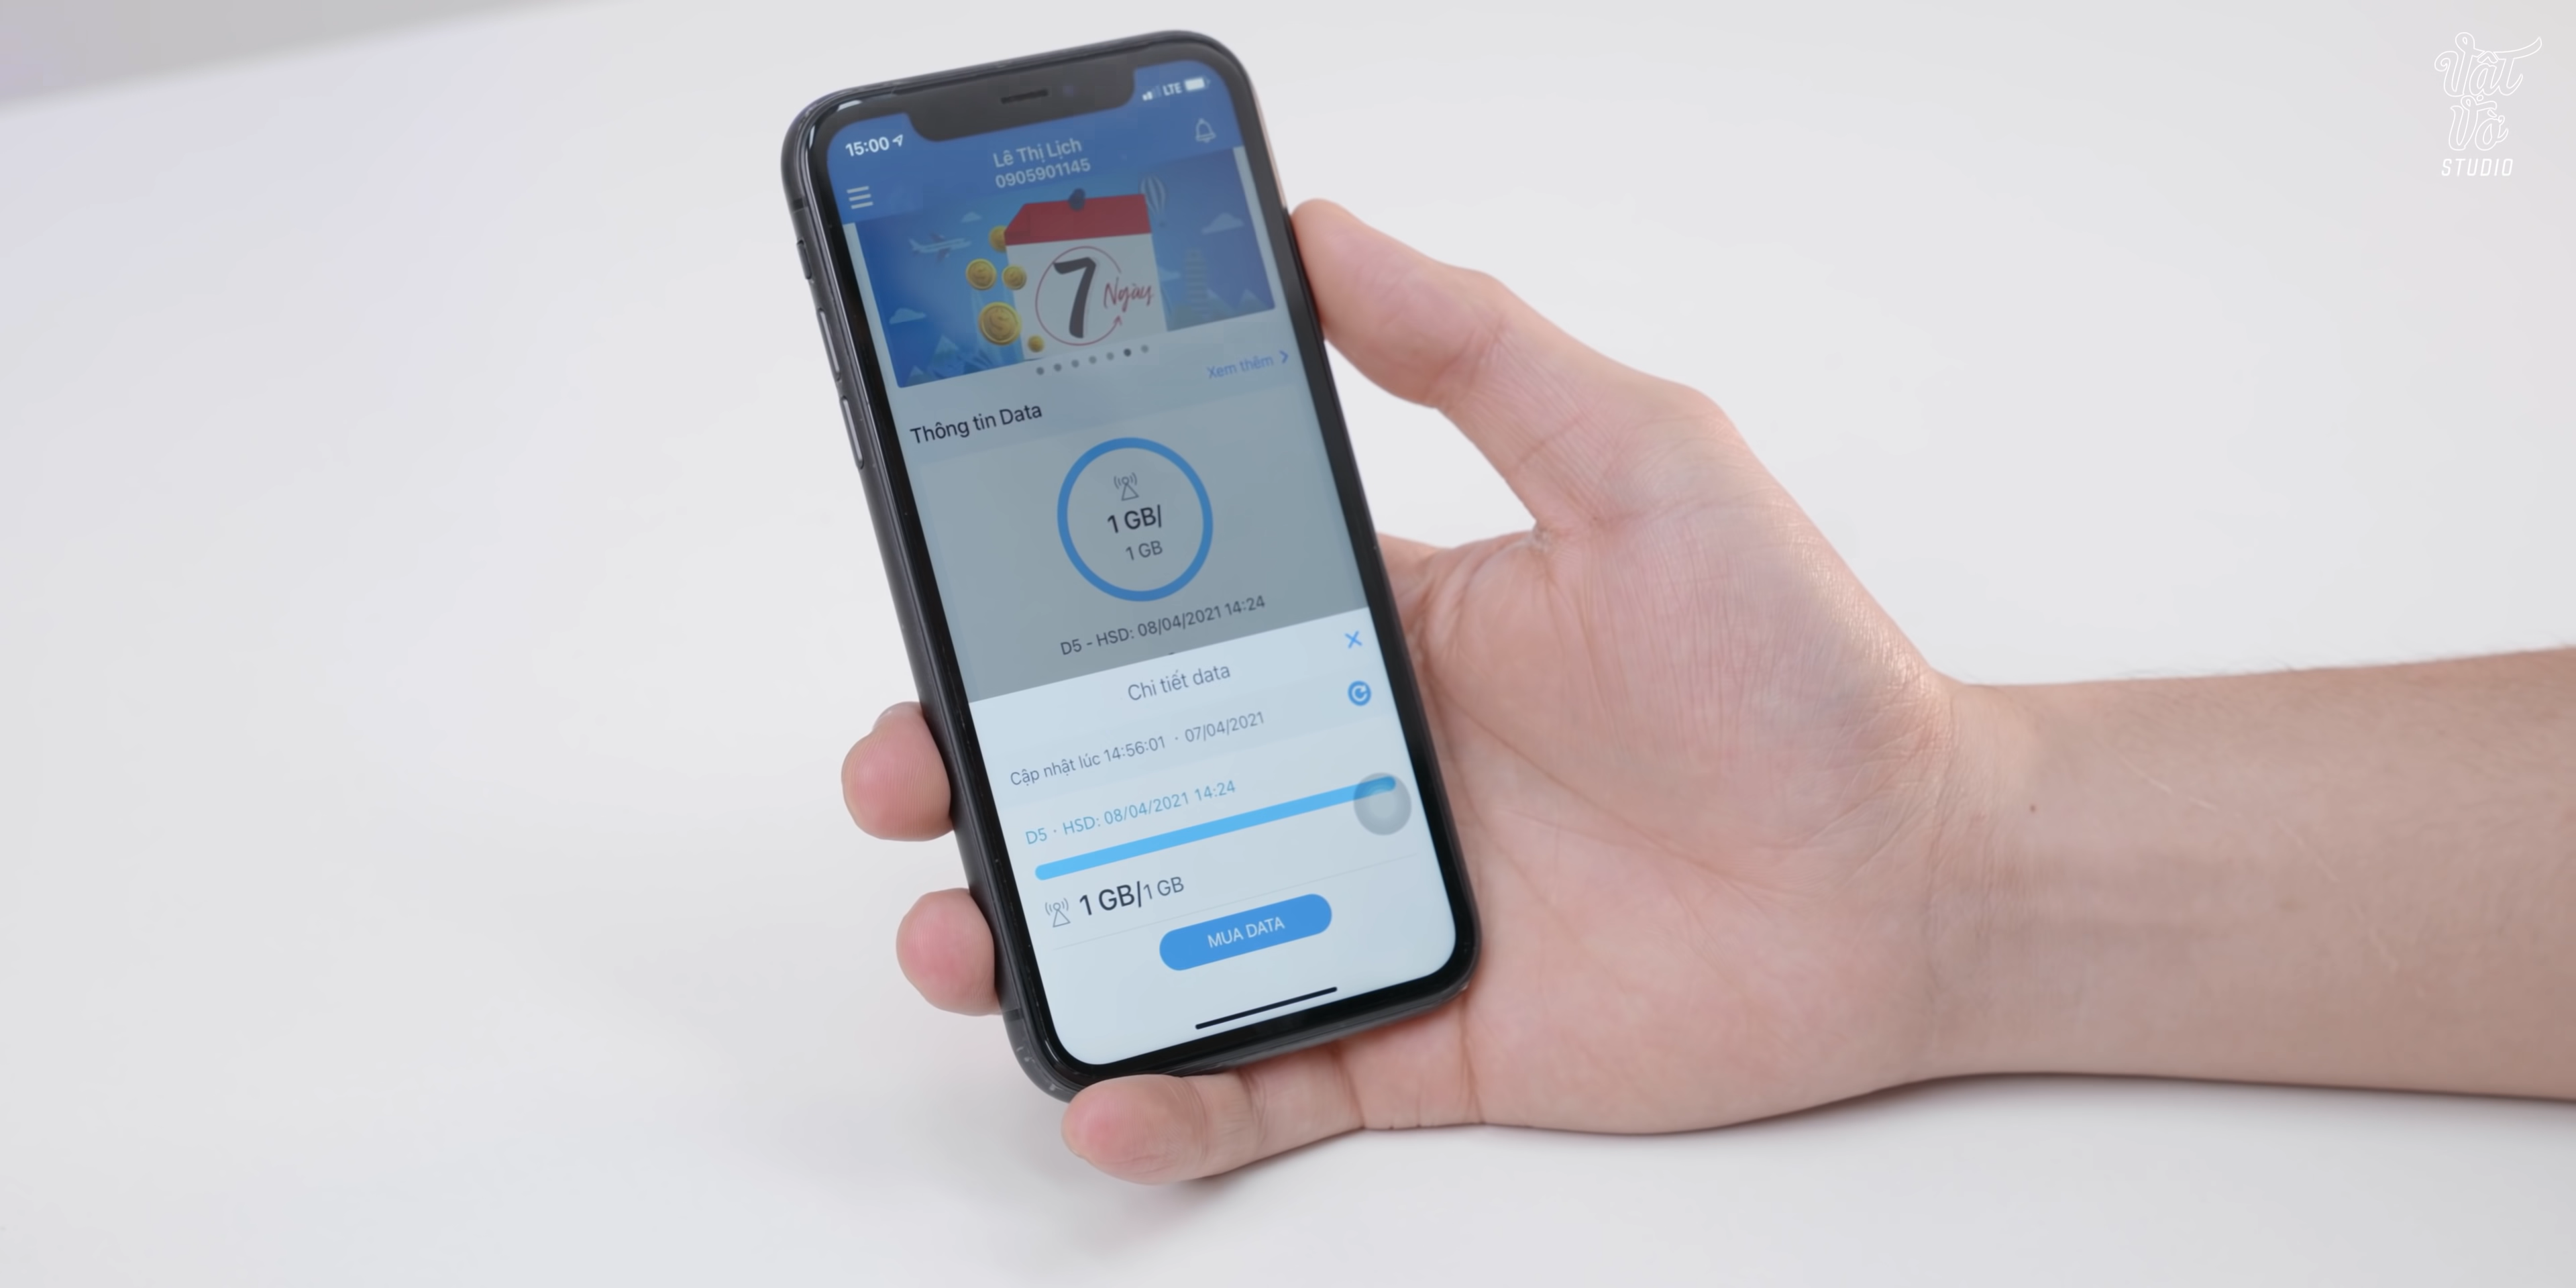 Vật
Vờ
STUDIO
15:00
LTE
Lê Thị Lịch
0905901145
7
Ngày
Xem thêm
Thông tin Data
1 GB/
1 GB
D5 - HSD: 08/04/2021 14:24
Chi tiết data
Cập nhật lúc 14:56:01 · 07/04/2021
D5 · HSD: 08/04/2021 14:24
1 GB/1 GB
MUA DATA